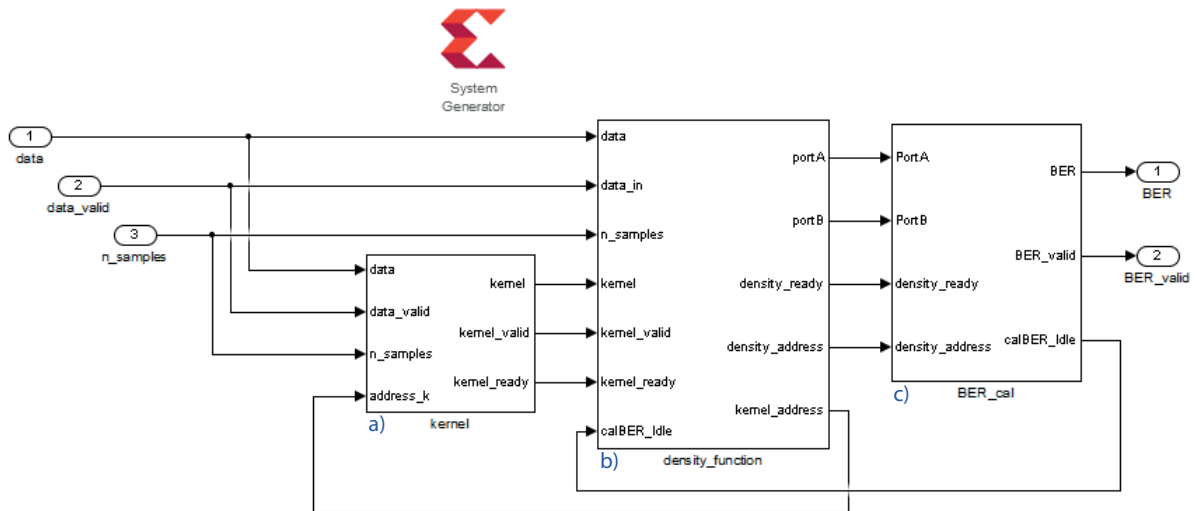 System
Generator
1
data
2
data_valid
3
n_samples
data
data_in
n_samples
kernel
kernel_valid
kernel_ready
calBER_Idle
portA
portB
density_ready
density_address
kernel_address
b)
density_function
data
data_valid
n_samples
address_k
kernel
kernel_valid
kernel_ready
a)
kernel
PortA
PortB
density_ready
density_address
BER
BER_valid
calBER_Idle
c)
BER_cal
1
BER
2
BER_valid